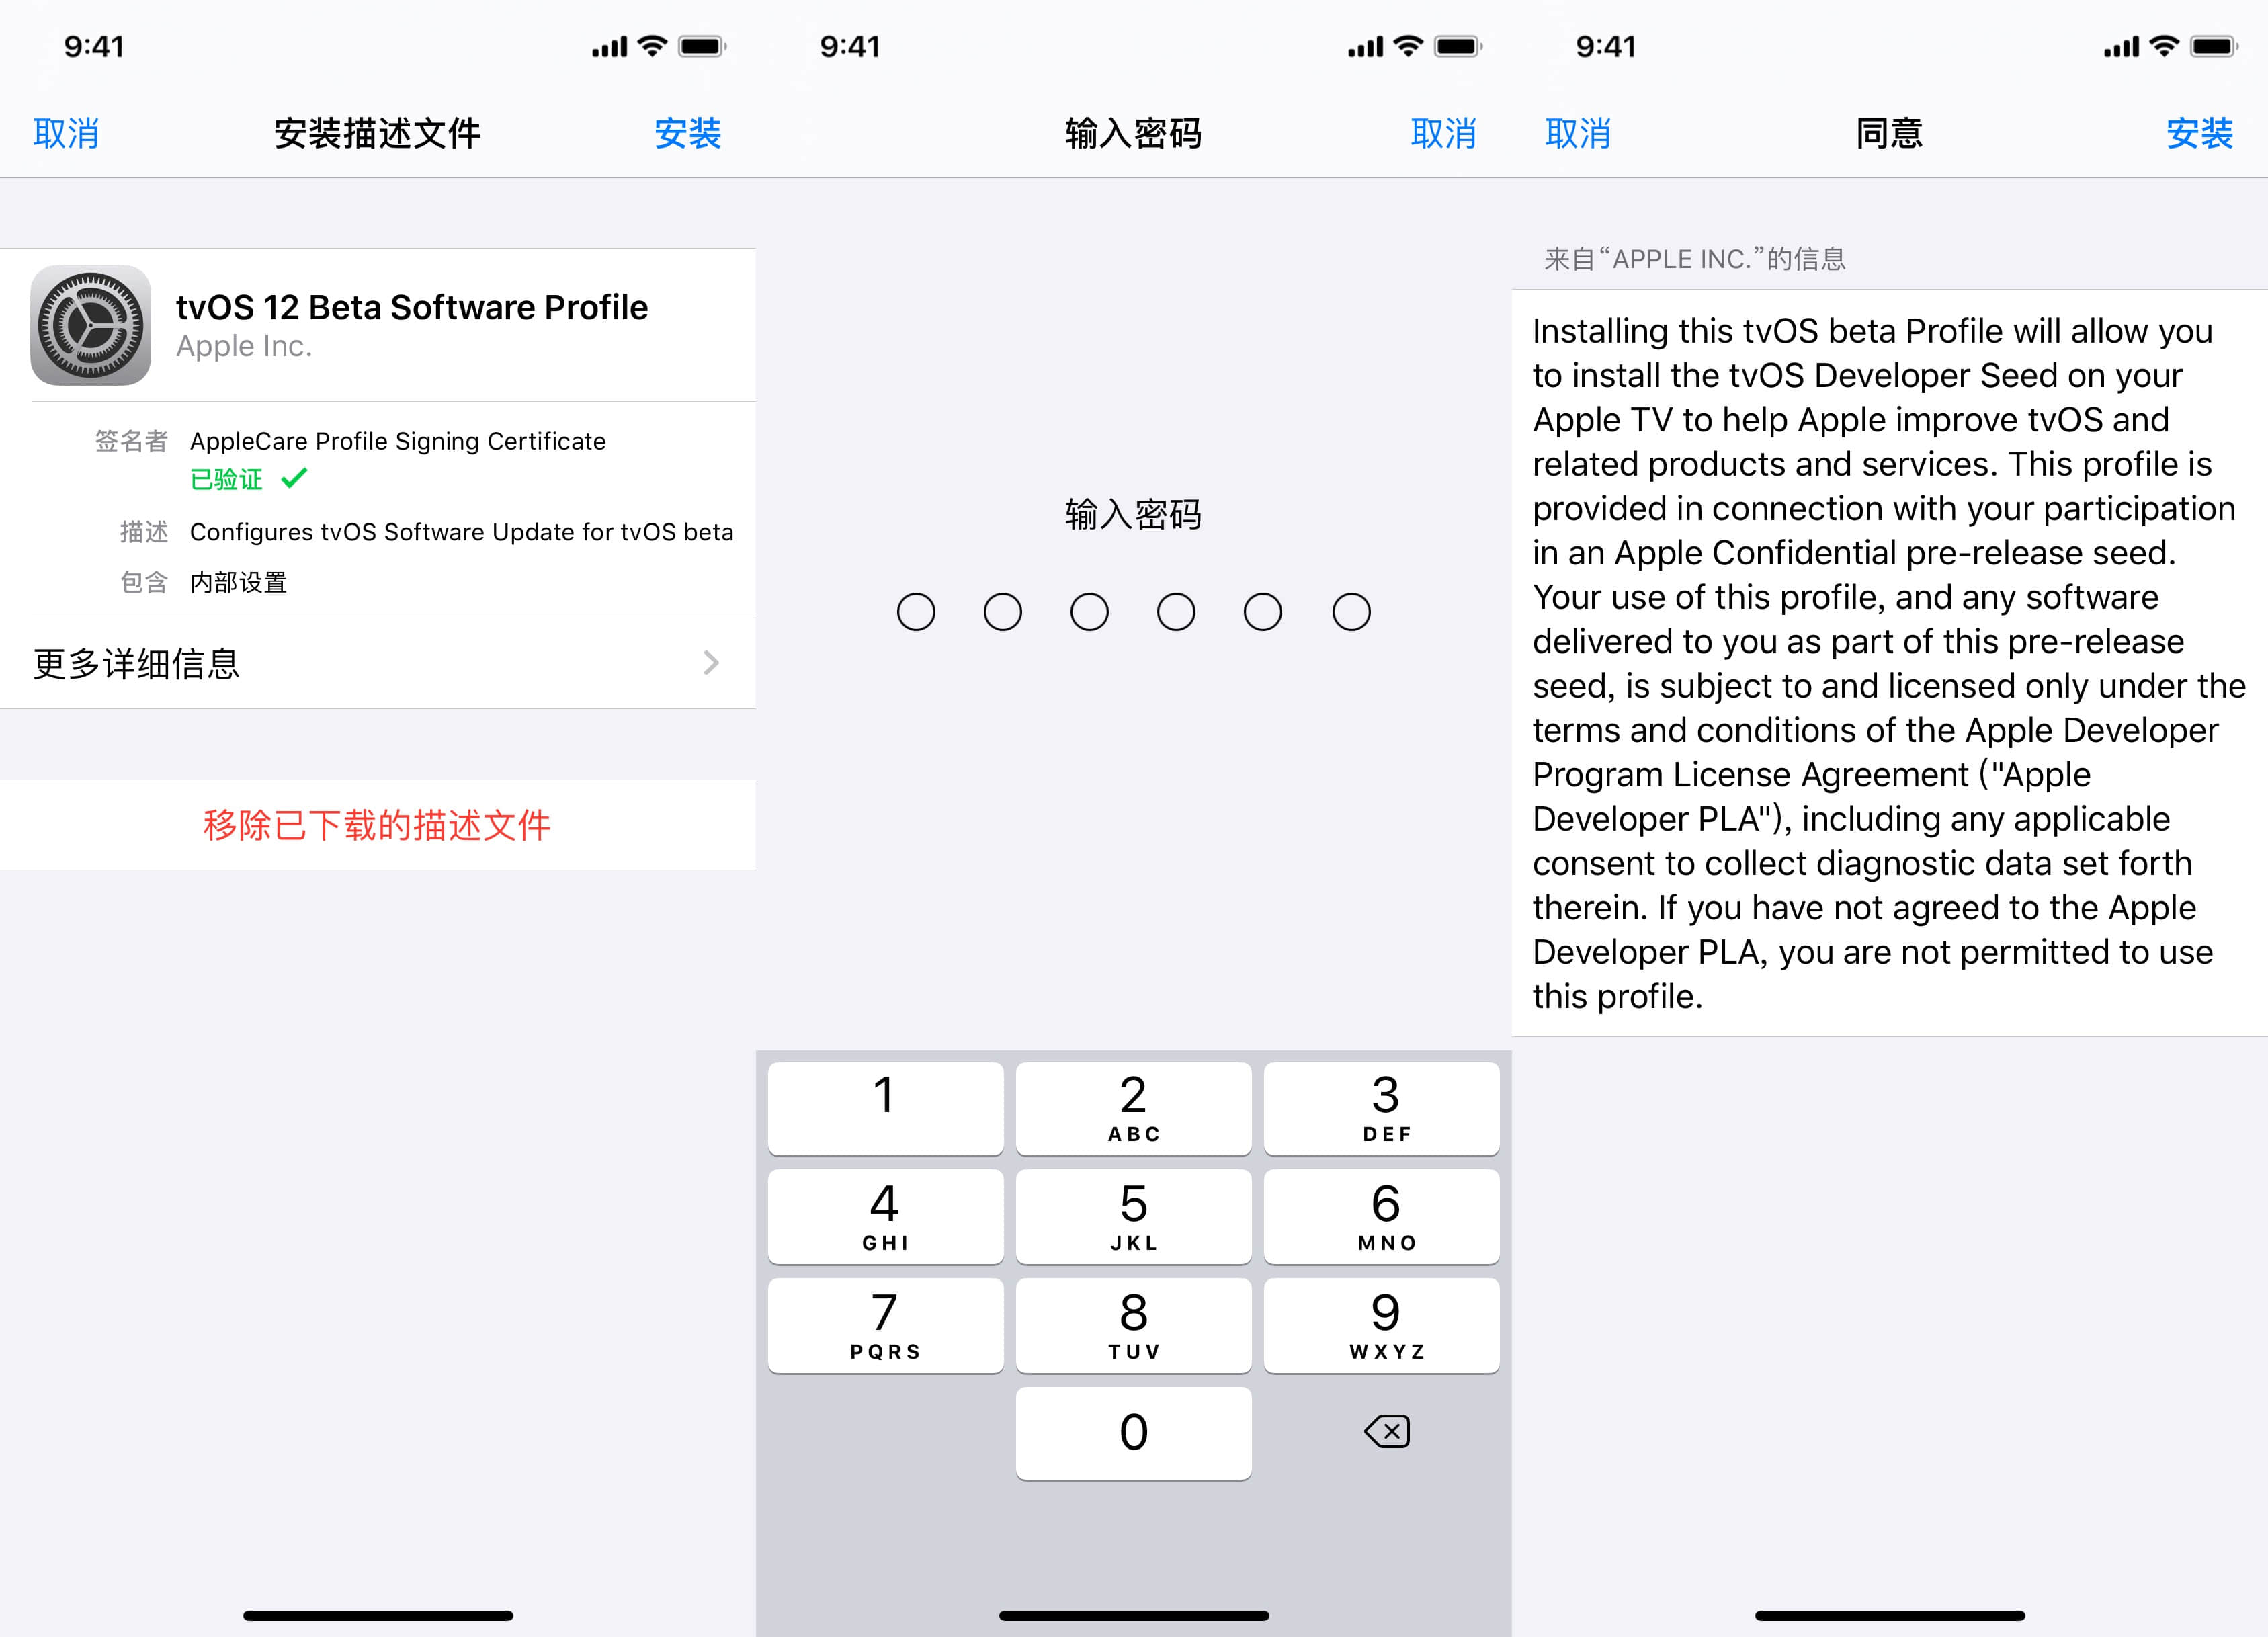 9:41
取消
安装描述文件
安装
tvOS 12 Beta Software Profile
Apple Inc.
签名者 AppleCare Profile Signing Certificate
已验证
描述 Configures tvOS Software Update for tvOS beta
包含 内部设置
更多详细信息
移除已下载的描述文件
9:41
输入密码
取消
输入密码
1
2
ABC
3
DEF
4
GHI
5
JKL
6
MNO
7
PQRS
8
TUV
9
WXYZ
0
9:41
取消
同意
安装
来自“APPLE INC.”的信息
Installing this tvOS beta Profile will allow you
to install the tvOS Developer Seed on your
Apple TV to help Apple improve tvOS and
related products and services. This profile is
provided in connection with your participation
in an Apple Confidential pre-release seed.
Your use of this profile, and any software
delivered to you as part of this pre-release
seed, is subject to and licensed only under the
terms and conditions of the Apple Developer
Program License Agreement ("Apple
Developer PLA"), including any applicable
consent to collect diagnostic data set forth
therein. If you have not agreed to the Apple
Developer PLA, you are not permitted to use
this profile.